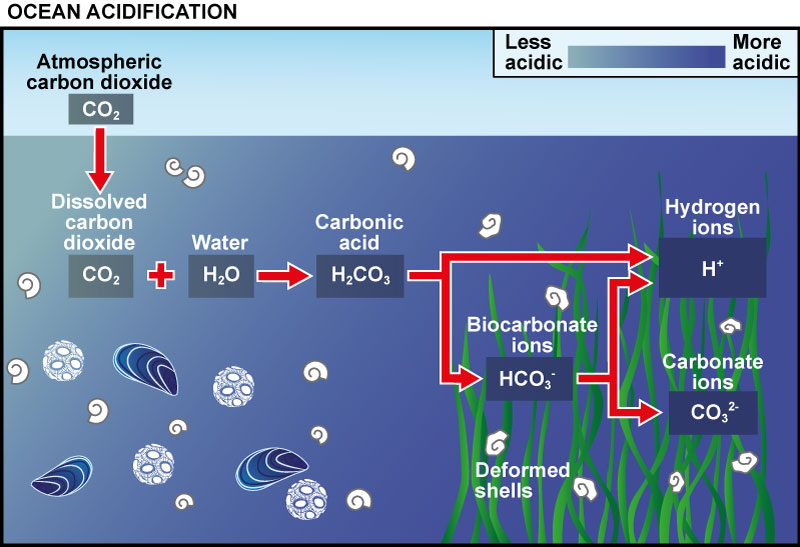 OCEAN ACIDIFICATION
Less
acidic
More
acidic
Atmospheric
carbon dioxide
CO₂
Dissolved
carbon
dioxide
CO₂
Water
H₂O
Carbonic
acid
H₂CO₃
Hydrogen
ions
H⁺
Biocarbonate
ions
HCO₃⁻
Carbonate
ions
CO₃²⁻
Deformed
shells